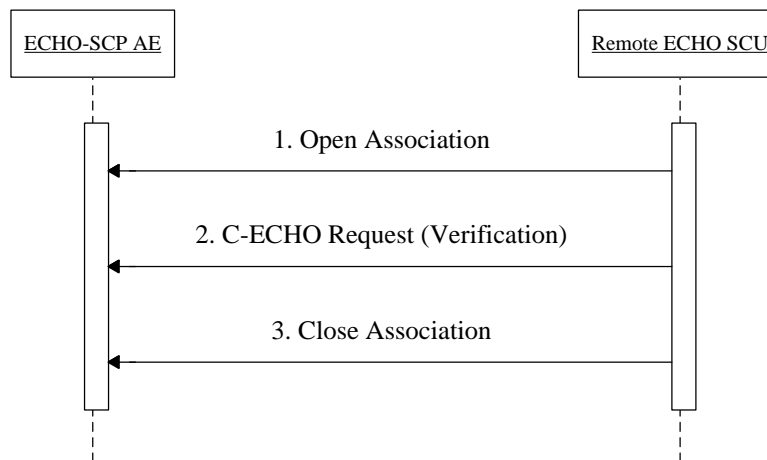 ECHO-SCP AE
Remote ECHO SCU
1. Open Association
2. C-ECHO Request (Verification)
3. Close Association